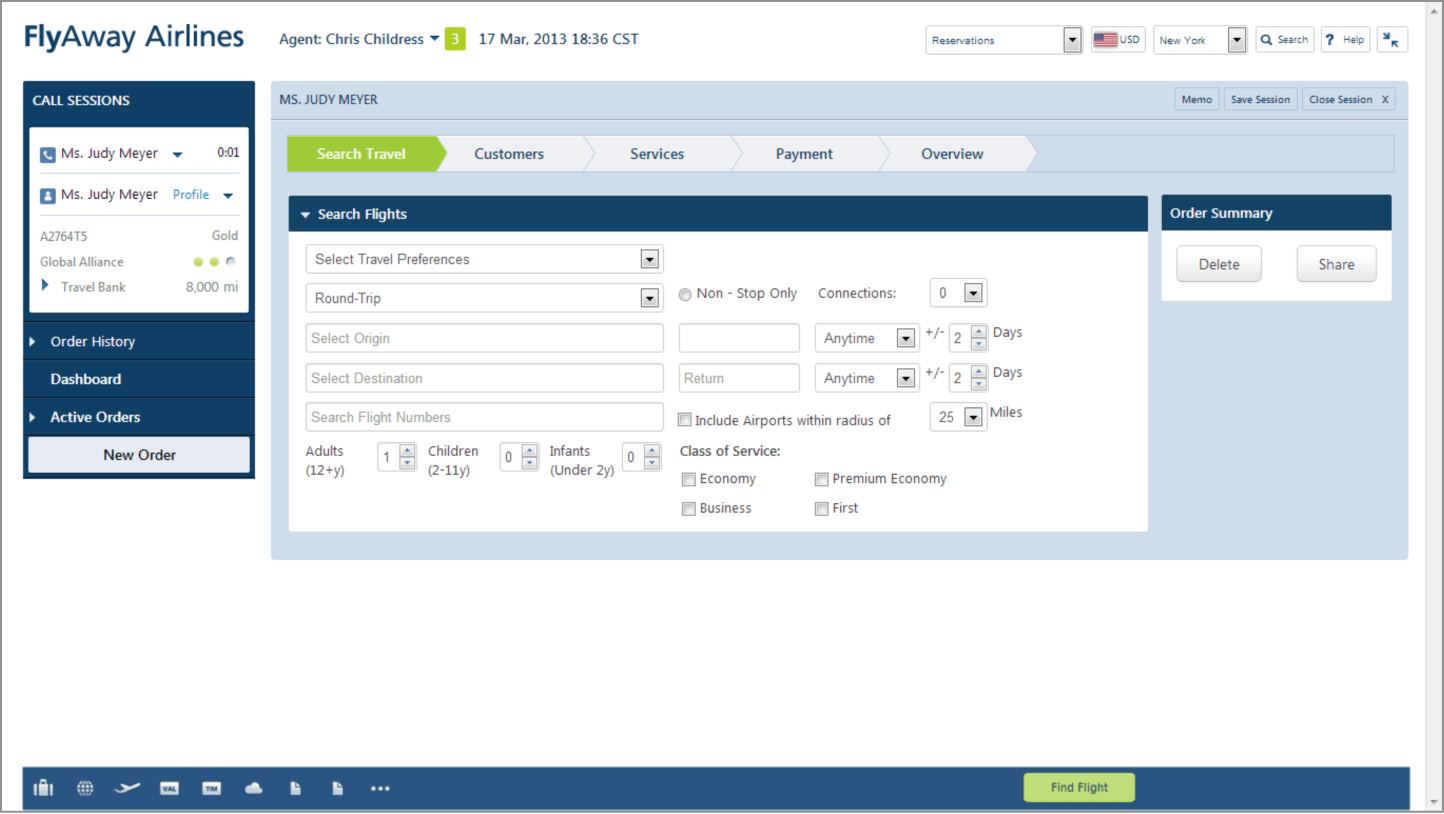 FlyAway Airlines
Agent: Chris Childress 3 17 Mar, 2013 18:36 CST
Reservations USD New York Search ? Help
CALL SESSIONS
Ms. Judy Meyer 0:01
Ms. Judy Meyer Profile
A2764T5 Gold
Global Alliance
Travel Bank 8,000 mi
Order History
Dashboard
Active Orders
New Order
MS. JUDY MEYER Memo Save Session Close Session X
Search Travel Customers Services Payment Overview
Search Flights
Select Travel Preferences
Round-Trip Non - Stop Only Connections: 0
Select Origin Anytime +/- 2 Days
Select Destination Return Anytime +/- 2 Days
Search Flight Numbers Include Airports within radius of 25 Miles
Adults (12+y) 1 Children (2-11y) 0 Infants (Under 2y) 0
Class of Service:
Economy Premium Economy
Business First
Order Summary
Delete Share
VAL TIM Find Flight